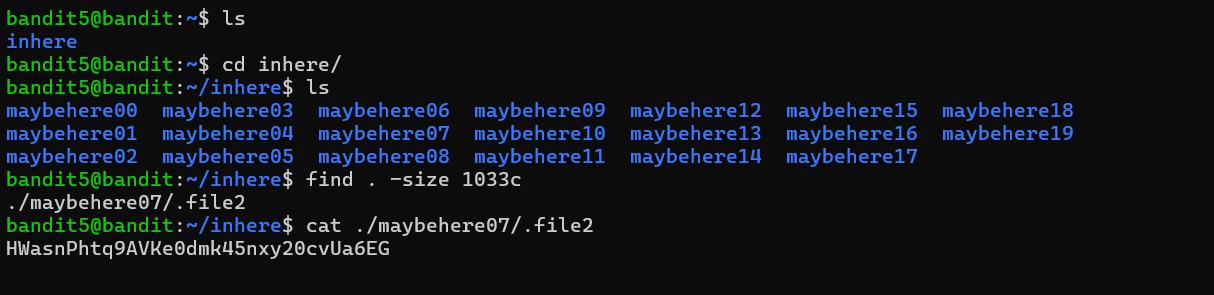 bandit5@bandit:~$ ls
inhere
bandit5@bandit:~$ cd inhere/
bandit5@bandit:~/inhere$ ls
maybehere00  maybehere03  maybehere06  maybehere09  maybehere12  maybehere15  maybehere18
maybehere01  maybehere04  maybehere07  maybehere10  maybehere13  maybehere16  maybehere19
maybehere02  maybehere05  maybehere08  maybehere11  maybehere14  maybehere17
bandit5@bandit:~/inhere$ find . -size 1033c
./maybehere07/.file2
bandit5@bandit:~/inhere$ cat ./maybehere07/.file2
HWasnPhtq9AVKe0dmk45nxy20cvUa6EG